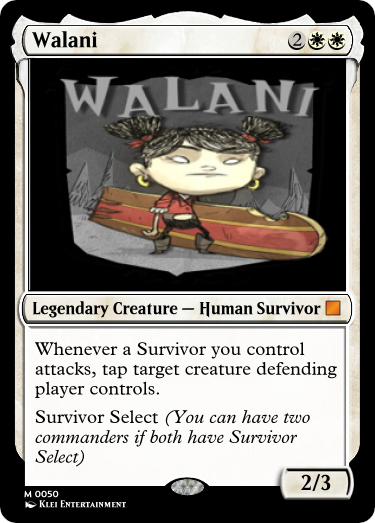 Walani 2
WALANI
Legendary Creature — Human Survivor
Whenever a Survivor you control
attacks, tap target creature defending
player controls.
Survivor Select (You can have two
commanders if both have Survivor
Select)
2/3
M 0050
Klei Entertainment